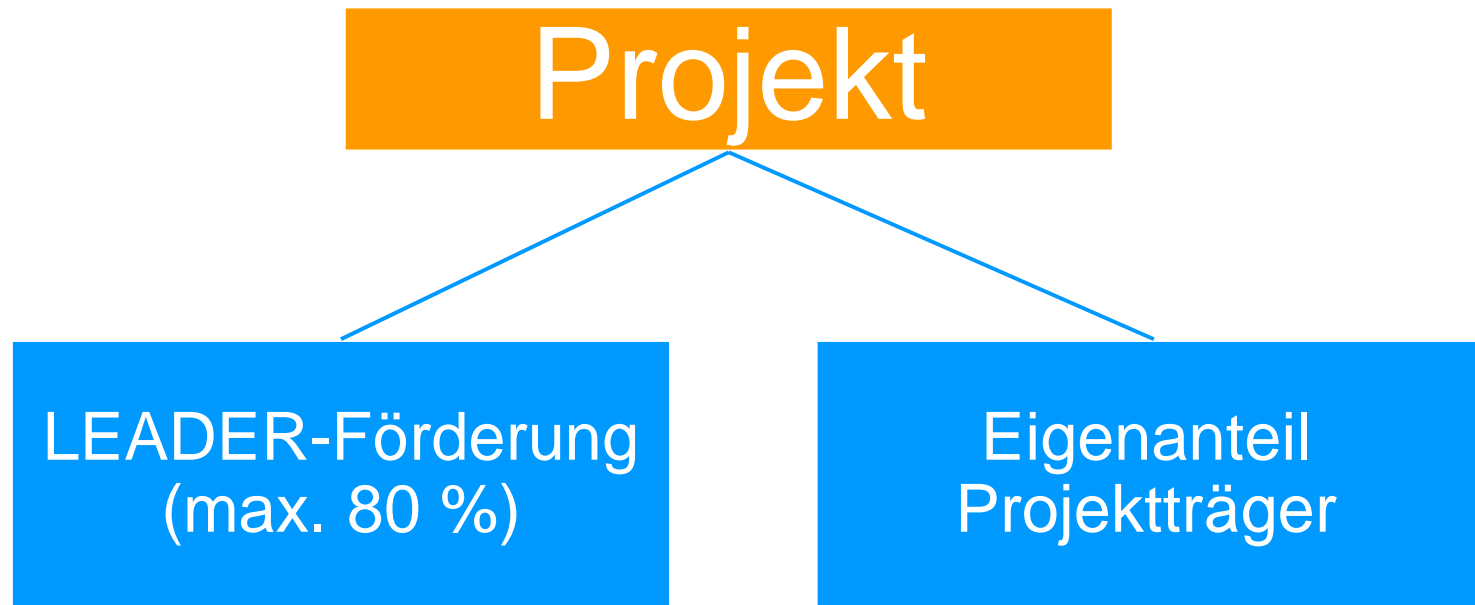 Projekt
LEADER-Förderung
(max. 80 %)
Eigenanteil
Projektträger